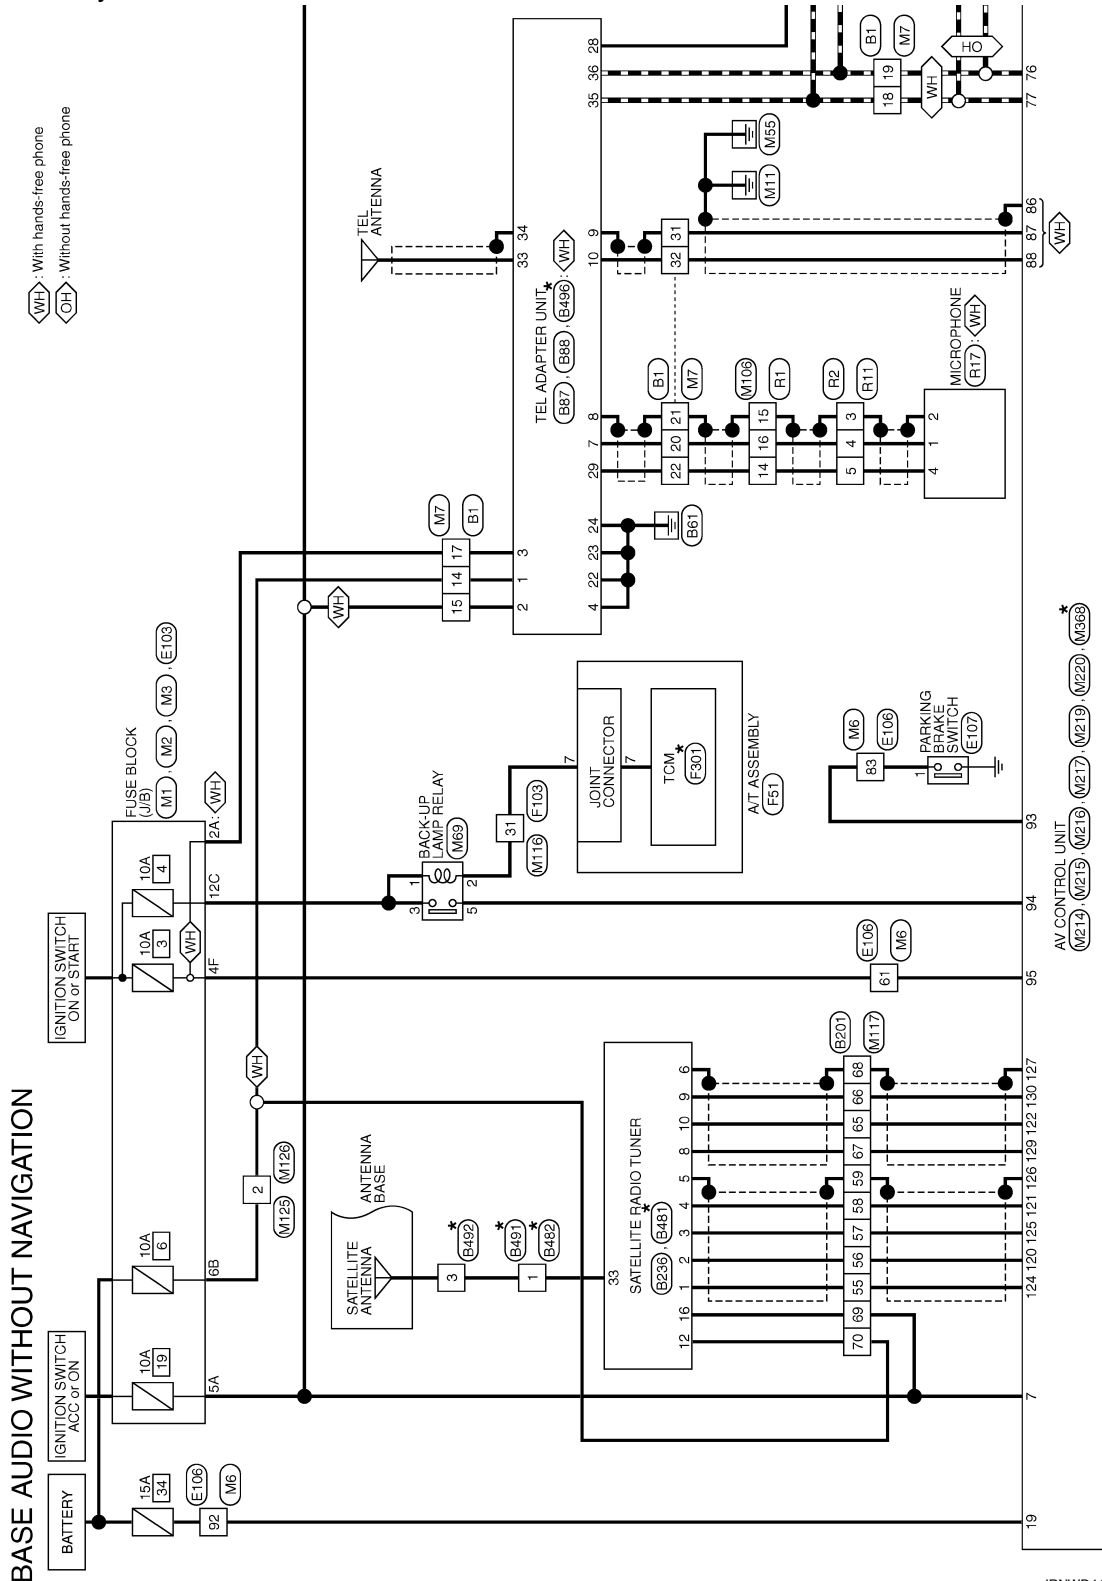 BASE AUDIO WITHOUT NAVIGATION
WH : With hands-free phone
OH : Without hands-free phone
BATTERY
IGNITION SWITCH
ACC or ON
IGNITION SWITCH
ON or START
15A
34
10A
19
10A
6
10A
3
10A
4
FUSE BLOCK
(J/B)
M1 , M2 , M3 , E103
E106
M6
92
5A
6B
4F
12C
2A : WH
WH
2
M125
M126
WH
WH
M7
B1
15
14
17
TEL
ANTENNA
SATELLITE
ANTENNA
ANTENNA
BASE
3
B492
*
1
B491
*
B482
*
33
SATELLITE RADIO TUNER
B236 , B481
*
12
16
1
2
3
4
5
8
10
9
6
70
69
55
56
57
58
59
67
65
66
68
B201
M117
BACK-UP
LAMP RELAY
M69
1
2
3
5
31
M116
F103
7
JOINT
CONNECTOR
7
TCM
*
F301
A/T ASSEMBLY
F51
E106
M6
61
M6
E106
83
PARKING
BRAKE
SWITCH
E107
1
2
1
3
33
34
TEL ADAPTER UNIT
B87 , B88 , B496 : WH
*
4
22
23
24
29
7
8
10
9
35
36
28
B61
B1
M7
22
20
21
32
31
M106
R1
14
16
15
R2
R11
5
4
3
4
1
2
MICROPHONE
R17 : WH
M11
M55
B1
M7
18
19
WH
HO
19
7
124
120
125
121
126
129
122
130
127
95
94
93
88
87
86
WH
77
76
AV CONTROL UNIT
M214 , M215 , M216 , M217 , M219 , M220 , M368
*